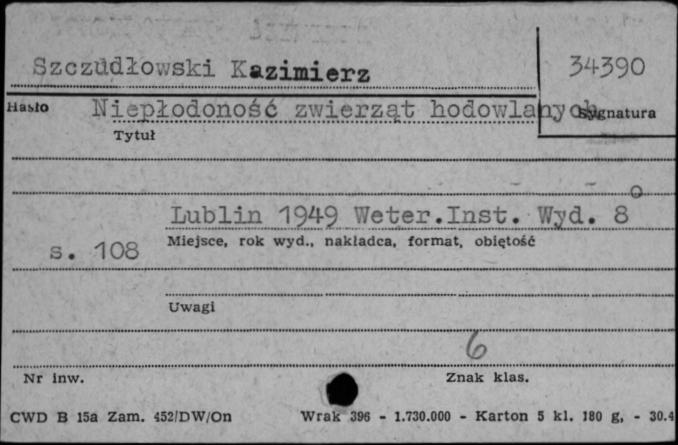 Szczudłowski Kazimierz
34390
Hasło
Niepłodoność zwierząt hodowlanych
Sygnatura
Tytuł
Lublin 1949 Weter.Inst. Wyd. 8o
Miejsce, rok wyd., nakładca, format, objętość
s. 108
Uwagi
6
Nr inw.
Znak klas.
CWD B 15a Zam. 452/DW/On
Wrak 396 - 1.730.000 - Karton 5 kl. 180 g, - 30.4